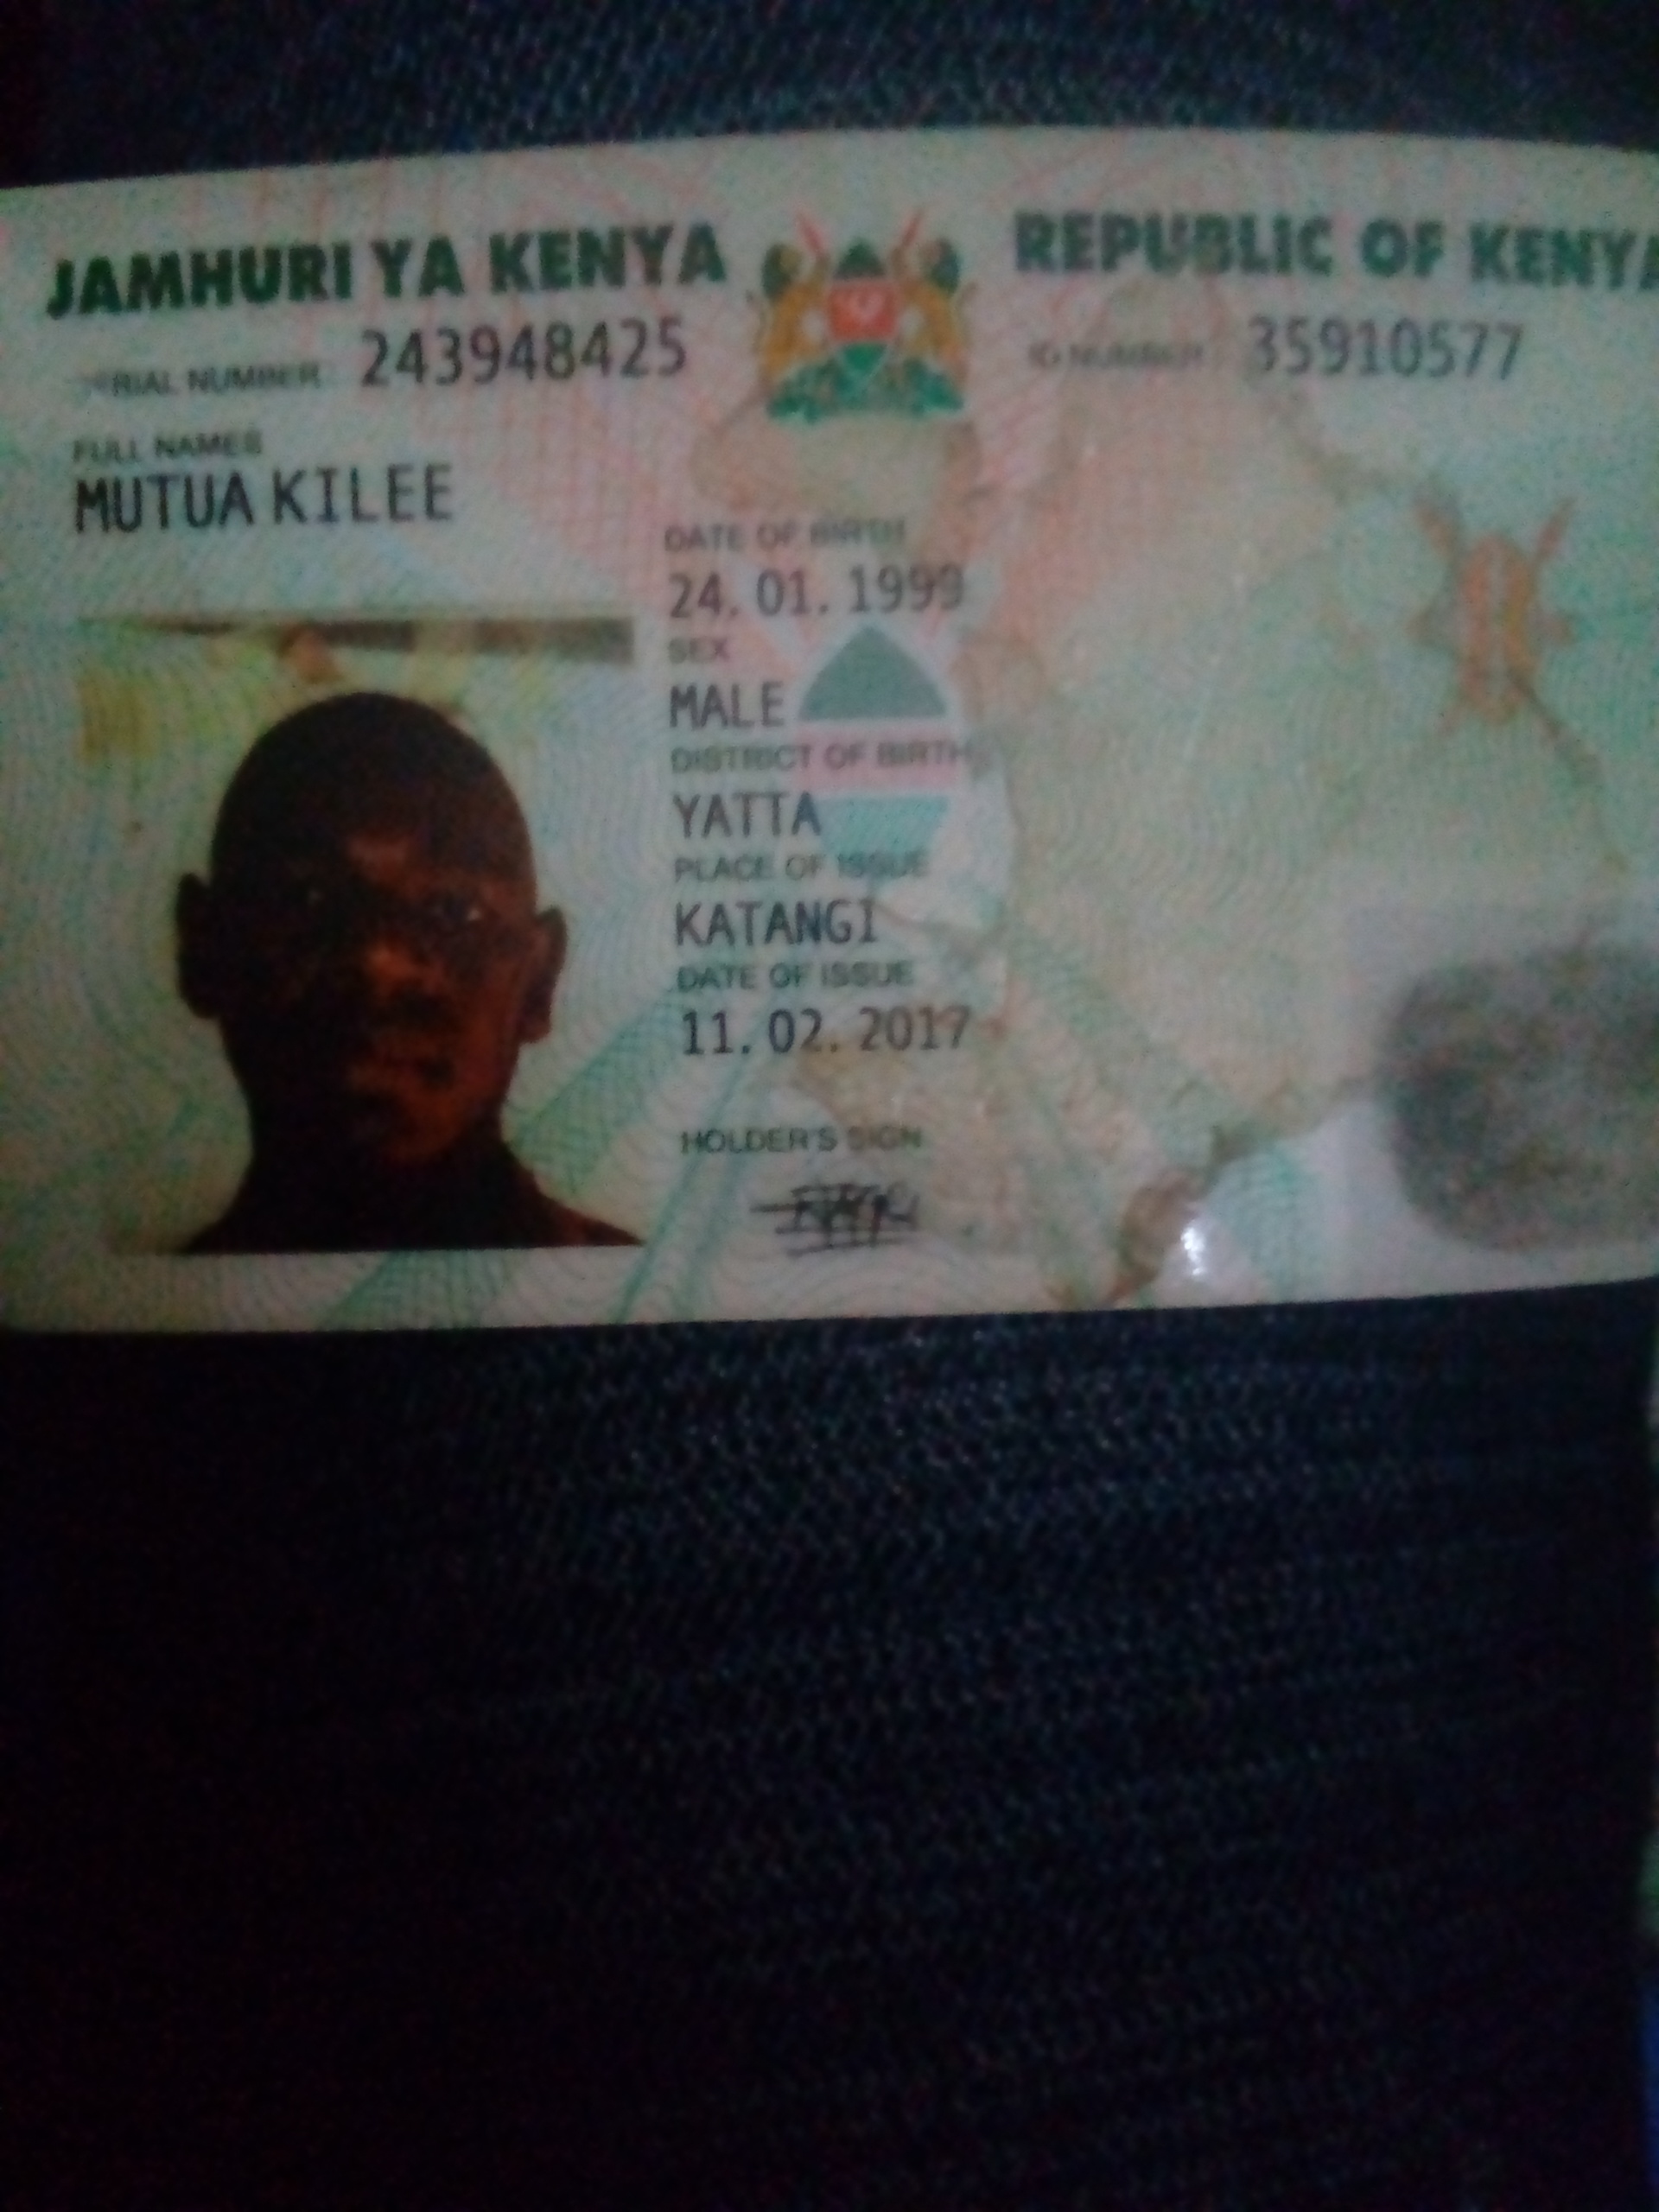 JAMHURI YA KENYA REPUBLIC OF KENYA
SERIAL NUMBER 243948425 ID NUMBER 35910577
FULL NAMES
MUTUA KILEE
DATE OF BIRTH
24. 01. 1999
SEX
MALE
DISTRICT OF BIRTH
YATTA
PLACE OF ISSUE
KATANGI
DATE OF ISSUE
11. 02. 2017
HOLDER'S SIGN